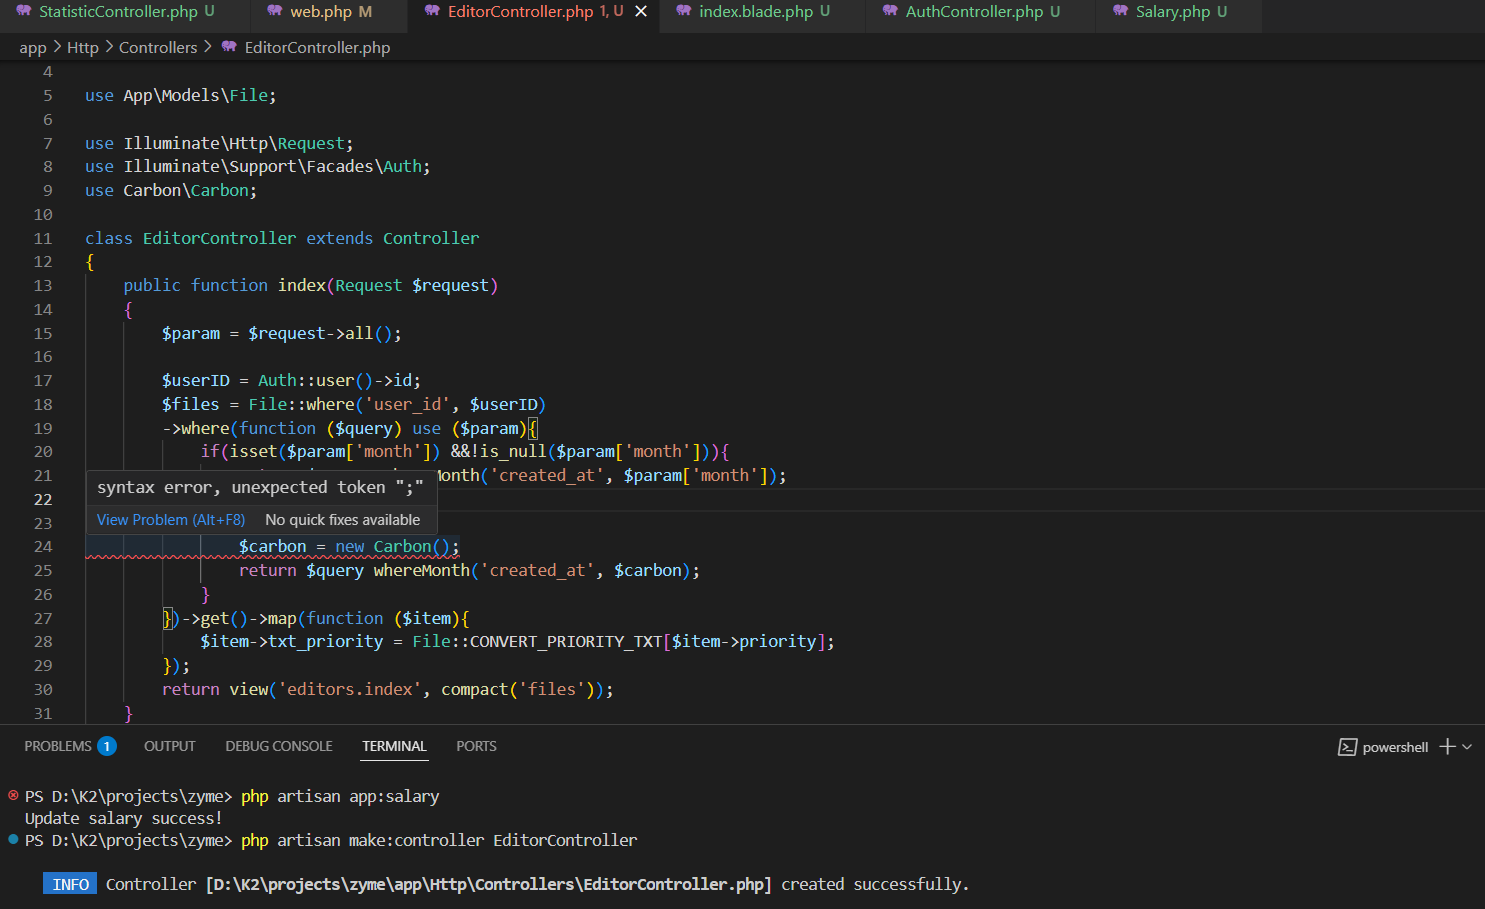 StatisticController.php U
web.php M
EditorController.php 1, U
index.blade.php U
AuthController.php U
Salary.php U
app > Http > Controllers > EditorController.php
4
5 use App\Models\File;
6
7 use Illuminate\Http\Request;
8 use Illuminate\Support\Facades\Auth;
9 use Carbon\Carbon;
10
11 class EditorController extends Controller
12 {
13 public function index(Request $request)
14 {
15 $param = $request->all();
16
17 $userID = Auth::user()->id;
18 $files = File::where('user_id', $userID)
19 ->where(function ($query) use ($param){
20 if(isset($param['month']) &&!is_null($param['month'])){
21 Month('created_at', $param['month']);
syntax error, unexpected token ";"
22
View Problem (Alt+F8) No quick fixes available
23
24 $carbon = new Carbon();
25 return $query whereMonth('created_at', $carbon);
26 }
27 })->get()->map(function ($item){
28 $item->txt_priority = File::CONVERT_PRIORITY_TXT[$item->priority];
29 });
30 return view('editors.index', compact('files'));
31 }
PROBLEMS 1 OUTPUT DEBUG CONSOLE TERMINAL PORTS
powershell
PS D:\K2\projects\zyme> php artisan app:salary
Update salary success!
PS D:\K2\projects\zyme> php artisan make:controller EditorController
INFO Controller [D:\K2\projects\zyme\app\Http\Controllers\EditorController.php] created successfully.